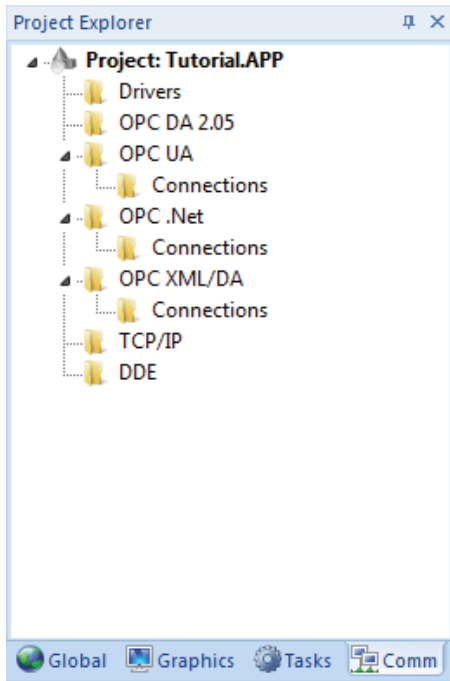 Project Explorer
Project: Tutorial.APP
Drivers
OPC DA 2.05
OPC UA
Connections
OPC .Net
Connections
OPC XML/DA
Connections
TCP/IP
DDE
Global Graphics Tasks Comm